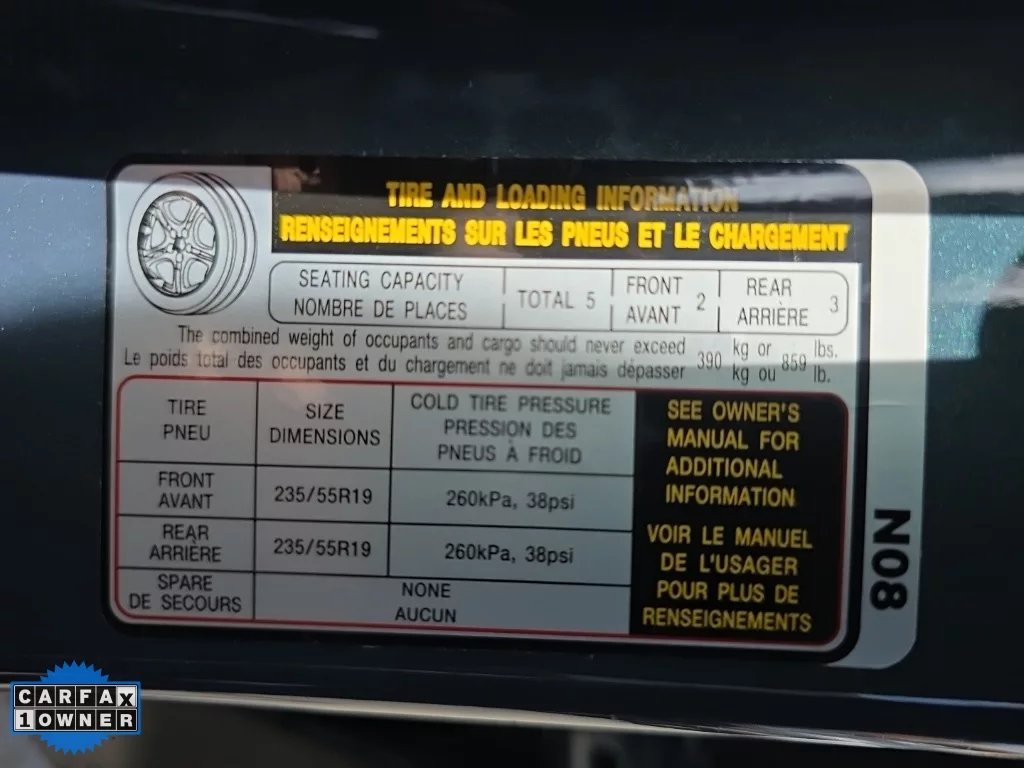 TIRE AND LOADING INFORMATION
RENSEIGNEMENTS SUR LES PNEUS ET LE CHARGEMENT
SEATING CAPACITY
NOMBRE DE PLACES
TOTAL 5
FRONT
AVANT
2
REAR
ARRIÈRE
3
The combined weight of occupants and cargo should never exceed
Le poids total des occupants et du chargement ne doit jamais dépasser
390
kg or
kg ou
859
lbs.
lb.
TIRE
PNEU
SIZE
DIMENSIONS
COLD TIRE PRESSURE
PRESSION DES
PNEUS À FROID
FRONT
AVANT
235/55R19
260kPa, 38psi
REAR
ARRIÈRE
235/55R19
260kPa, 38psi
SPARE
DE SECOURS
NONE
AUCUN
SEE OWNER'S
MANUAL FOR
ADDITIONAL
INFORMATION
VOIR LE MANUEL
DE L'USAGER
POUR PLUS DE
RENSEIGNEMENTS
N08
CARFAX
1 OWNER